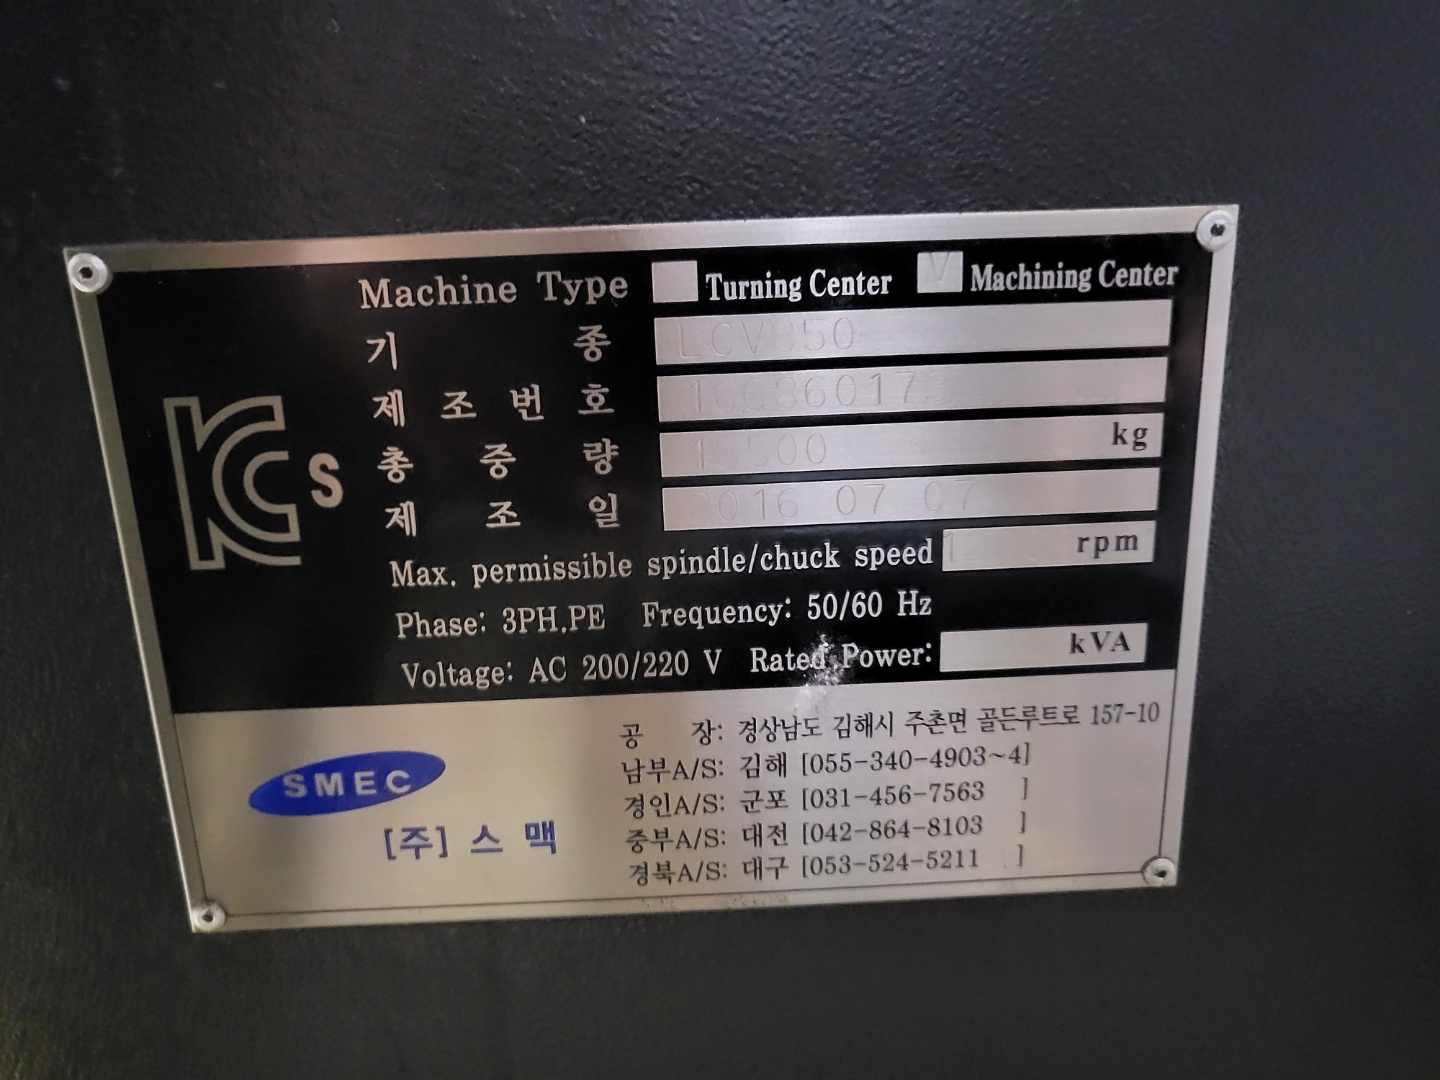 Machine Type Turning Center V Machining Center
기 종 LCV850
제 조 번 호
총 중 량 kg
제 조 일 2016 07 07
Max. permissible spindle/chuck speed rpm
Phase: 3PH.PE Frequency: 50/60 Hz
Voltage: AC 200/220 V Rated Power: kVA
KC S
SMEC
[주] 스 맥
공 장: 경상남도 김해시 주촌면 골든루트로 157-10
남부A/S: 김해 [055-340-4903~4]
경인A/S: 군포 [031-456-7563 ]
중부A/S: 대전 [042-864-8103 ]
경북A/S: 대구 [053-524-5211 ]